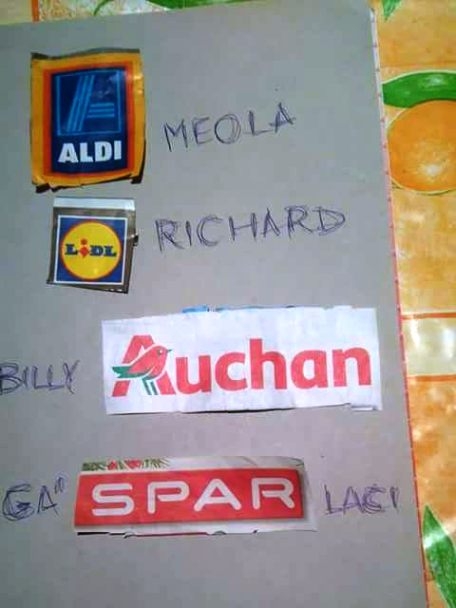 ALDI MEOLA
LIDL RICHARD
BILLY Auchan
GA" SPAR LACI